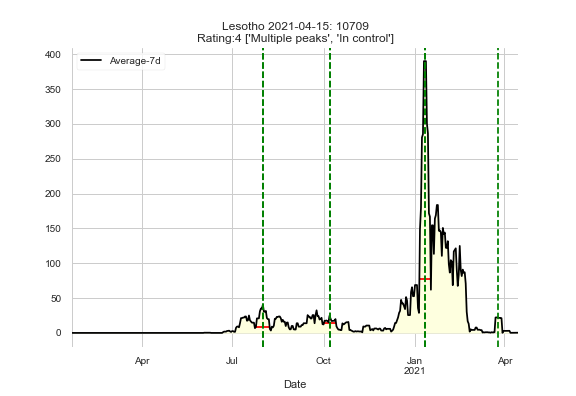 Lesotho 2021-04-15: 10709
Rating:4 ['Multiple peaks', 'In control']
Average-7d
400
350
300
250
200
150
100
50
0
Apr Jul Oct Jan Apr
2021
Date